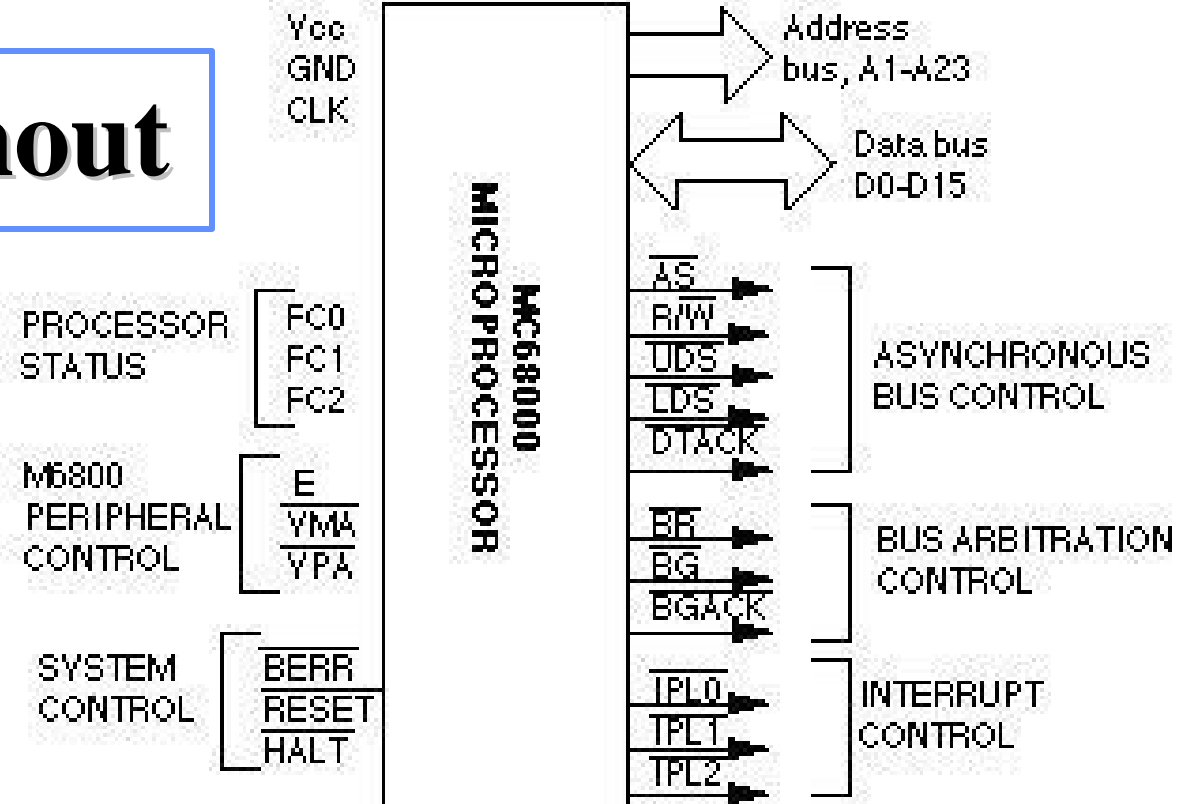 nout
Vcc
GND
CLK
Address
bus, A1-A23
Data bus
D0-D15
MC68000
MICROPROCESSOR
PROCESSOR
STATUS
FC0
FC1
FC2
M6800
PERIPHERAL
CONTROL
E
VMA
VPA
SYSTEM
CONTROL
BERR
RESET
HALT
AS
R/W
UDS
LDS
DTACK
ASYNCHRONOUS
BUS CONTROL
BR
BG
BGACK
BUS ARBITRATION
CONTROL
IPL0
IPL1
IPL2
INTERRUPT
CONTROL